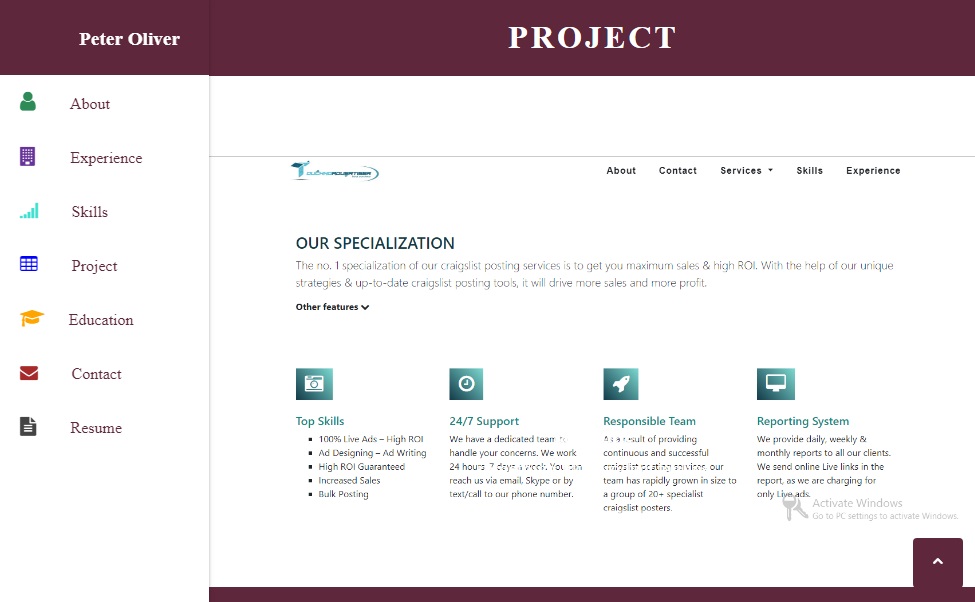 Peter Oliver
PROJECT
About
Experience
Skills
Project
Education
Contact
Resume
About Contact Services Skills Experience
OUR SPECIALIZATION
The no. 1 specialization of our craigslist posting services is to get you maximum sales & high ROI. With the help of our unique
strategies & up-to-date craigslist posting tools, it will drive more sales and more profit.
Other features
Top Skills
100% Live Ads – High ROI
Ad Designing – Ad Writing
High ROI Guaranteed
Increased Sales
Bulk Posting
24/7 Support
We have a dedicated team to
handle your concerns. We work
24 hours 7 days a week. You can
reach us via email, Skype or by
text/call to our phone number.
Responsible Team
As a result of providing
continuous and successful
craigslist posting services, our
team has rapidly grown in size to
a group of 20+ specialist
craigslist posters.
Reporting System
We provide daily, weekly &
monthly reports to all our clients.
We send online Live links in the
report, as we are charging for
only Live ads.
Activate Windows
Go to PC settings to activate Windows.